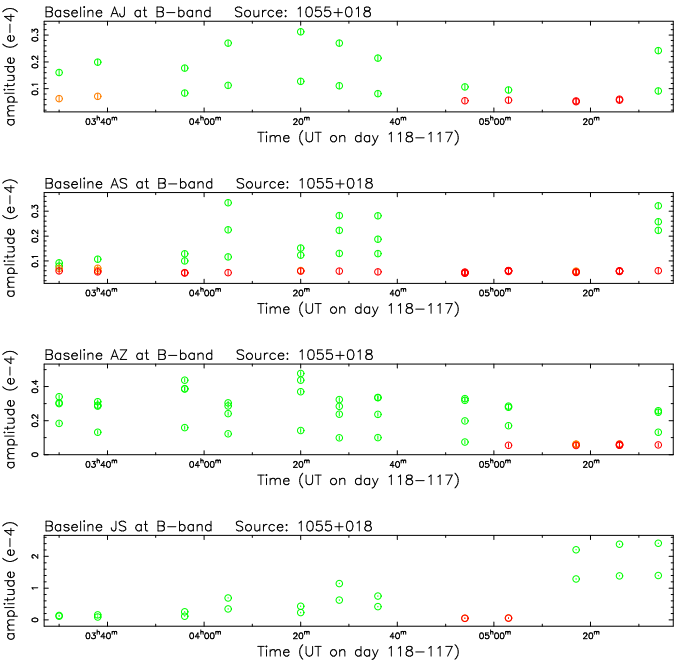 Baseline AJ at B-band Source: 1055+018
amplitude (e-4)
0.3
0.2
0.1
03h40m 04h00m 20m 40m 05h00m 20m
Time (UT on day 118-117)
Baseline AS at B-band Source: 1055+018
amplitude (e-4)
0.3
0.2
0.1
03h40m 04h00m 20m 40m 05h00m 20m
Time (UT on day 118-117)
Baseline AZ at B-band Source: 1055+018
amplitude (e-4)
0.4
0.2
0
03h40m 04h00m 20m 40m 05h00m 20m
Time (UT on day 118-117)
Baseline JS at B-band Source: 1055+018
amplitude (e-4)
2
1
0
03h40m 04h00m 20m 40m 05h00m 20m
Time (UT on day 118-117)